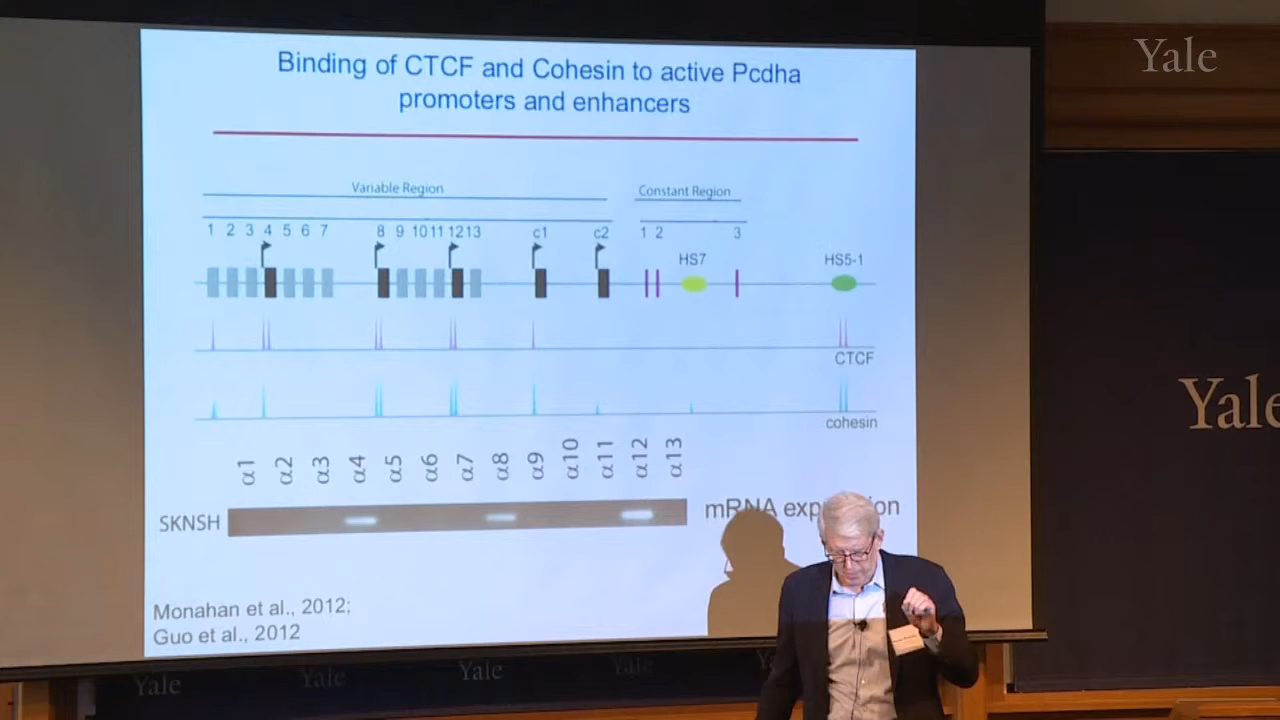 Yale
Binding of CTCF and Cohesin to active Pcdha
promoters and enhancers
Variable Region
Constant Region
1 2 3 4 5 6 7 8 9 10 11 12 13 c1 c2 1 2 3
HS7
HS5-1
CTCF
cohesin
α1 α2 α3 α4 α5 α6 α7 α8 α9 α10 α11 α12 α13
SKNSH
mRNA exp on
Monahan et al., 2012;
Guo et al., 2012
Yale
Yale Yale Yale Yale